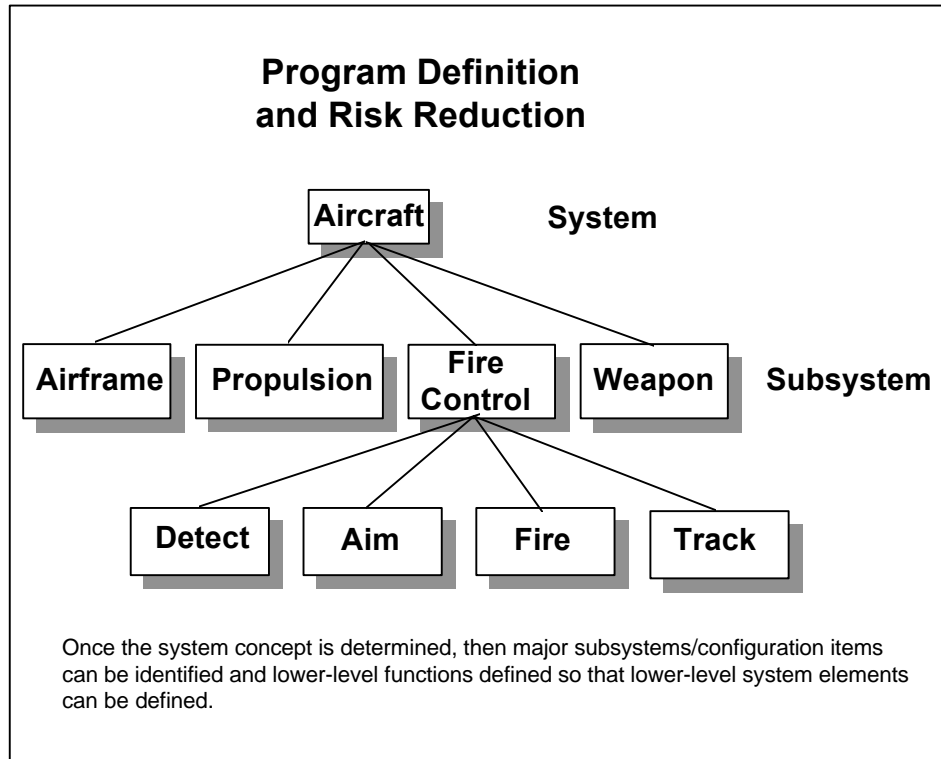 Program Definition
and Risk Reduction
Aircraft
System
Airframe
Propulsion
Fire
Control
Weapon
Subsystem
Detect
Aim
Fire
Track
Once the system concept is determined, then major subsystems/configuration items
can be identified and lower-level functions defined so that lower-level system elements
can be defined.